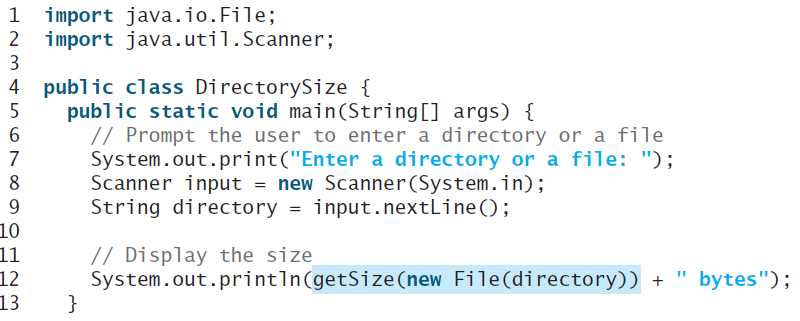 1 import java.io.File;
2 import java.util.Scanner;
3
4 public class DirectorySize {
5   public static void main(String[] args) {
6     // Prompt the user to enter a directory or a file
7     System.out.print("Enter a directory or a file: ");
8     Scanner input = new Scanner(System.in);
9     String directory = input.nextLine();
10
11     // Display the size
12     System.out.println(getSize(new File(directory)) + " bytes");
13   }